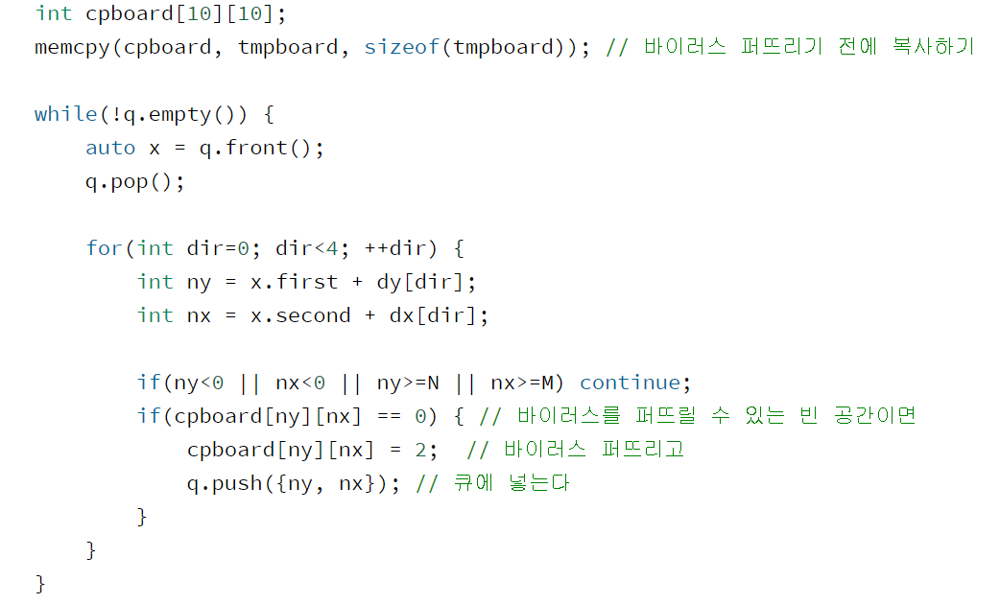 int cpboard[10][10];
memcpy(cpboard, tmpboard, sizeof(tmpboard)); // 바이러스 퍼뜨리기 전에 복사하기
while(!q.empty()) {
auto x = q.front();
q.pop();
for(int dir=0; dir<4; ++dir) {
int ny = x.first + dy[dir];
int nx = x.second + dx[dir];
if(ny<0 || nx<0 || ny>=N || nx>=M) continue;
if(cpboard[ny][nx] == 0) { // 바이러스를 퍼뜨릴 수 있는 빈 공간이면
cpboard[ny][nx] = 2;  // 바이러스 퍼뜨리고
q.push({ny, nx}); // 큐에 넣는다
}
}
}